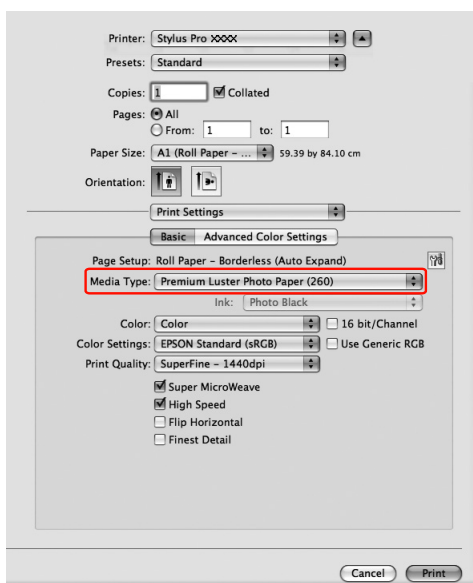 Printer: Stylus Pro XXXX
Presets: Standard
Copies: 1 Collated
Pages: All
From: 1 to: 1
Paper Size: A1 (Roll Paper – ... 59.39 by 84.10 cm
Orientation:
Print Settings
Basic Advanced Color Settings
Page Setup: Roll Paper – Borderless (Auto Expand)
Media Type: Premium Luster Photo Paper (260)
Ink: Photo Black
Color: Color 16 bit/Channel
Color Settings: EPSON Standard (sRGB) Use Generic RGB
Print Quality: SuperFine – 1440dpi
Super MicroWeave
High Speed
Flip Horizontal
Finest Detail
Cancel Print